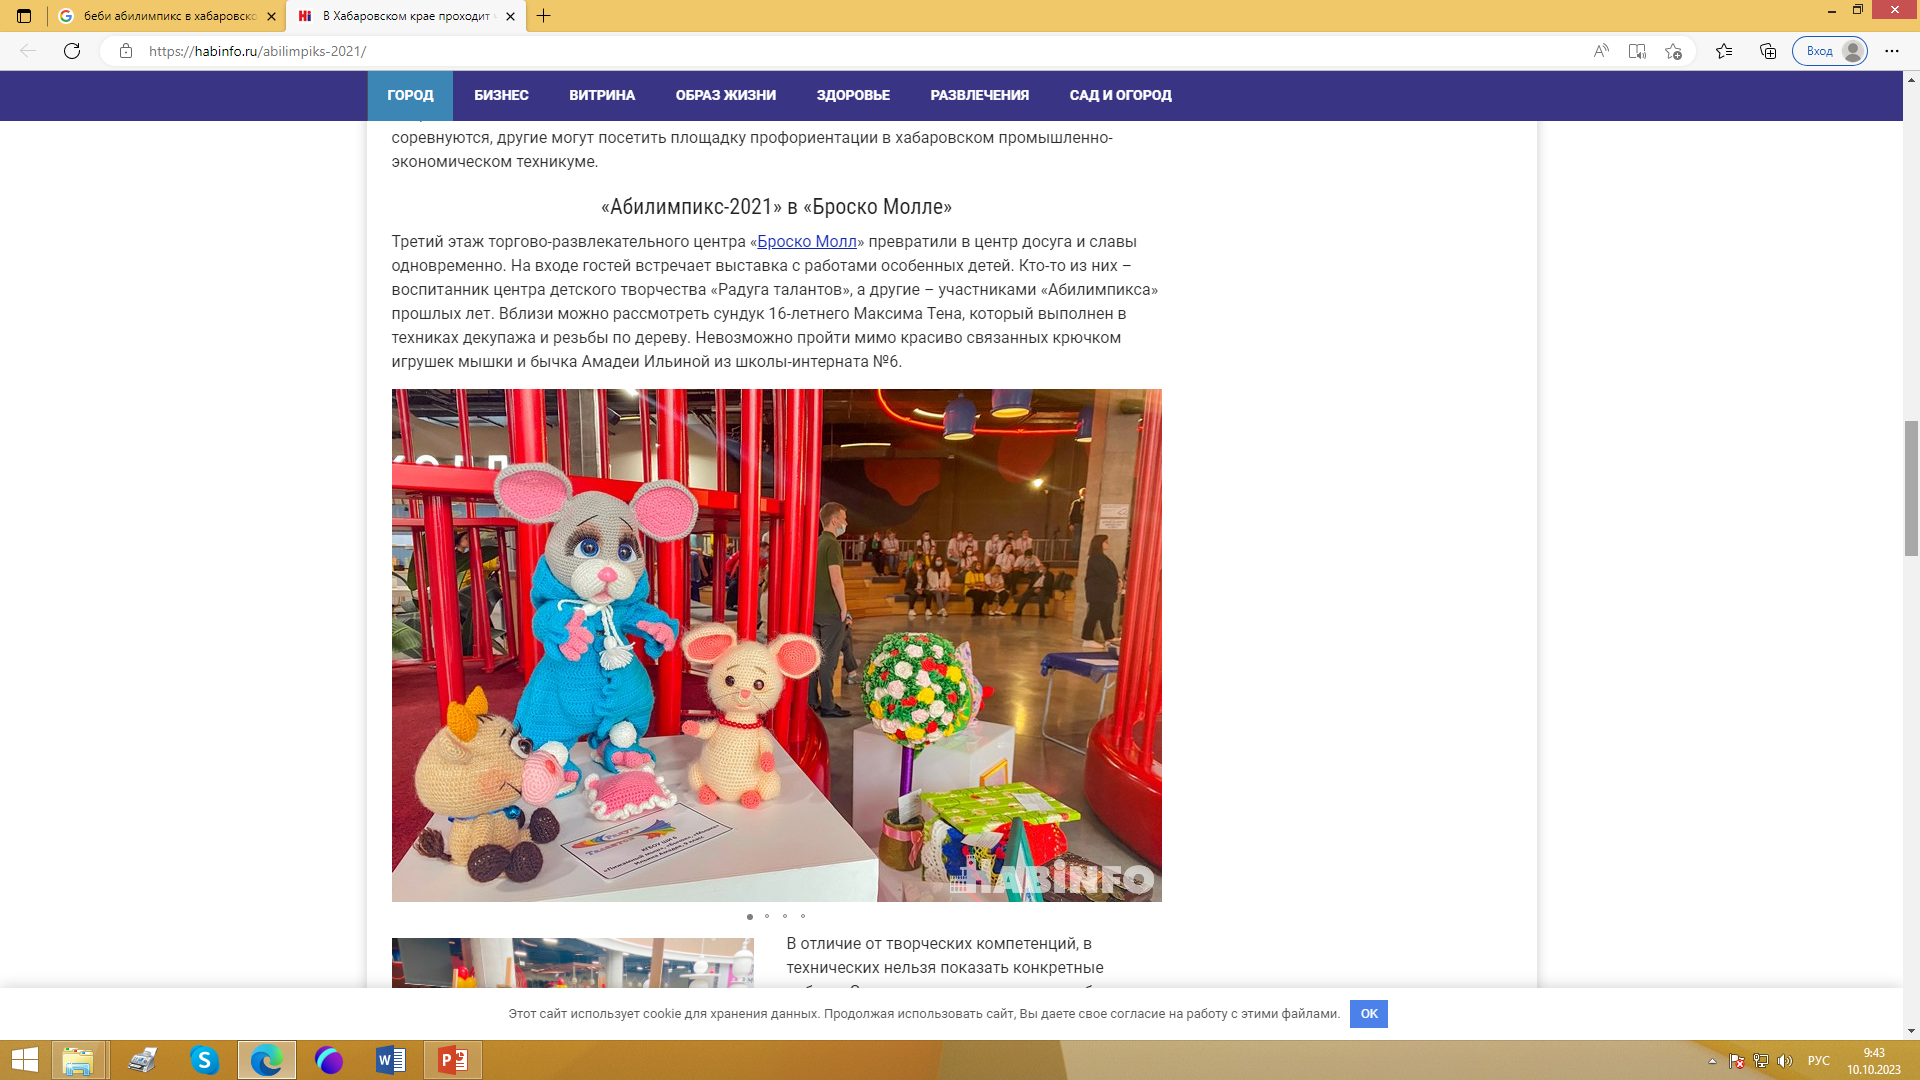 беби абилимпикс в хабаровско
В Хабаровском крае проходит ч
https://habinfo.ru/abilimpiks-2021/
Вход
ГОРОД БИЗНЕС ВИТРИНА ОБРАЗ ЖИЗНИ ЗДОРОВЬЕ РАЗВЛЕЧЕНИЯ САД И ОГОРОД
соревнуются, другие могут посетить площадку профориентации в хабаровском промышленно-
экономическом техникуме.
«Абилимпикс-2021» в «Броско Молле»
Третий этаж торгово-развлекательного центра «Броско Молл» превратили в центр досуга и славы
одновременно. На входе гостей встречает выставка с работами особенных детей. Кто-то из них –
воспитанник центра детского творчества «Радуга талантов», а другие – участниками «Абилимпикса»
прошлых лет. Вблизи можно рассмотреть сундук 16-летнего Максима Тена, который выполнен в
техниках декупажа и резьбы по дереву. Невозможно пройти мимо красиво связанных крючком
игрушек мышки и бычка Амадеи Ильиной из школы-интерната №6.
Радуга
Талантов
КГБОУ ШИ 6
HABINFO
В отличие от творческих компетенций, в
технических нельзя показать конкретные
Этот сайт использует cookie для хранения данных. Продолжая использовать сайт, Вы даете свое согласие на работу с этими файлами. OK
РУС
9:43
10.10.2023